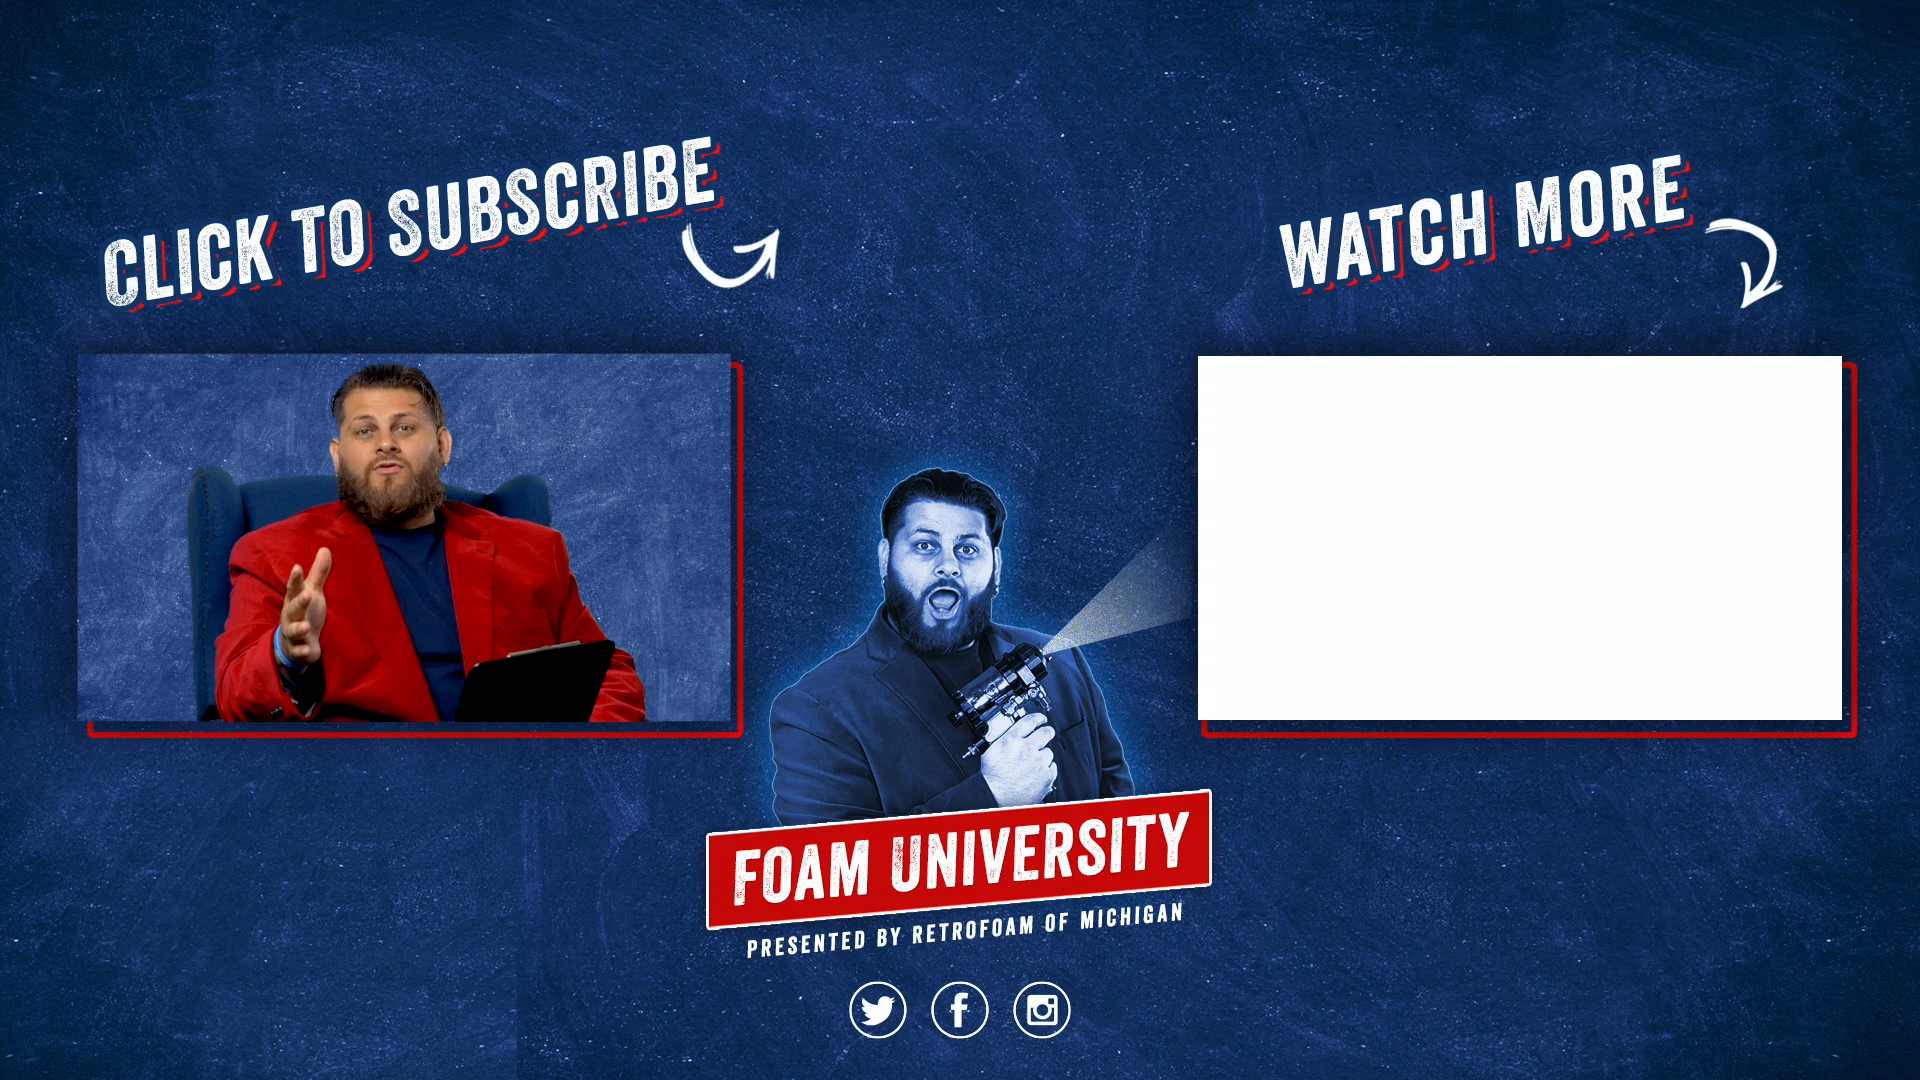 CLICK TO SUBSCRIBE
WATCH MORE
FOAM UNIVERSITY
PRESENTED BY RETROFOAM OF MICHIGAN